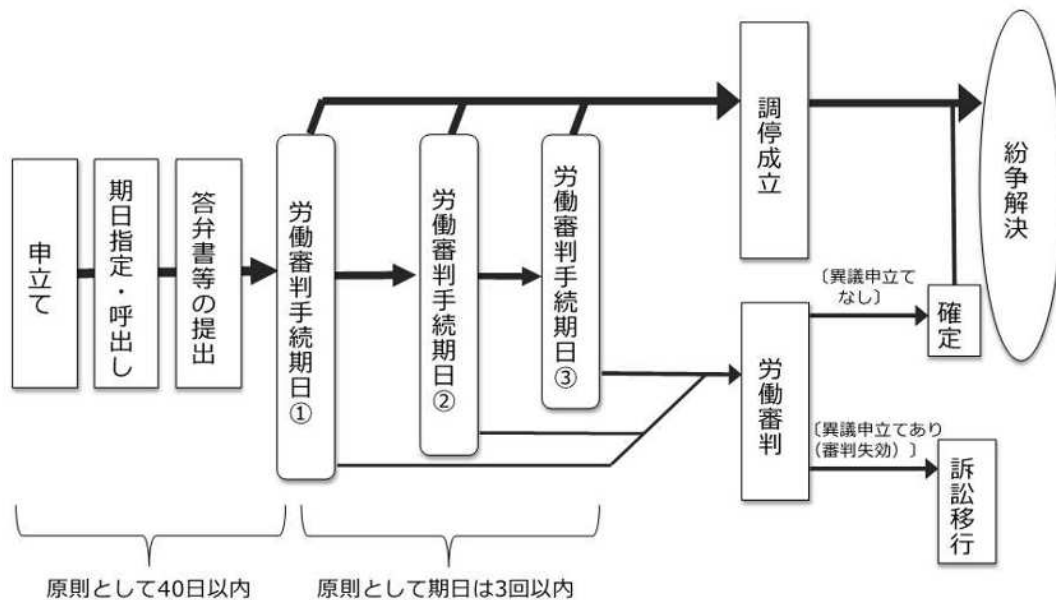 申立て
期日指定・呼出し
答弁書等の提出
労働審判手続期日①
労働審判手続期日②
労働審判手続期日③
調停成立
労働審判
〔異議申立て
なし〕
確定
〔異議申立てあり
（審判失効）〕
訴訟移行
紛争解決
原則として40日以内
原則として期日は3回以内